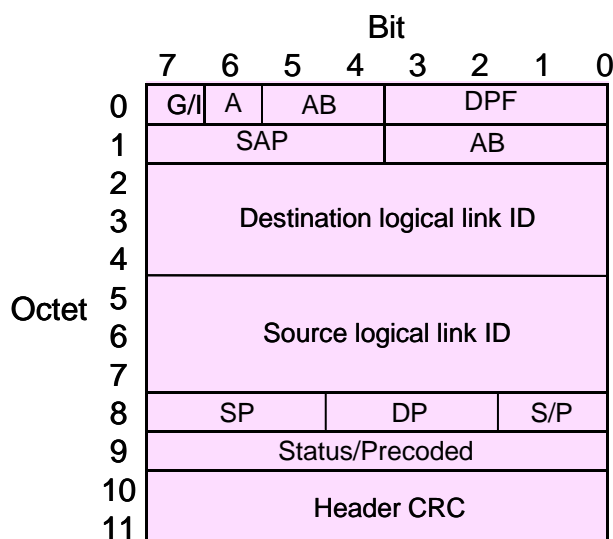 Bit
7 6 5 4 3 2 1 0
0 G/I A AB DPF
1 SAP AB
2
3 Destination logical link ID
4
5
Octet
6 Source logical link ID
7
8 SP DP S/P
9 Status/Precoded
10
Header CRC
11